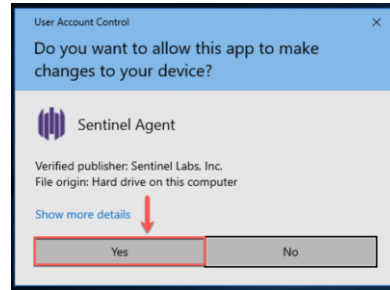 User Account Control
Do you want to allow this app to make
changes to your device?
Sentinel Agent
Verified publisher: Sentinel Labs, Inc.
File origin: Hard drive on this computer
Show more details
Yes
No